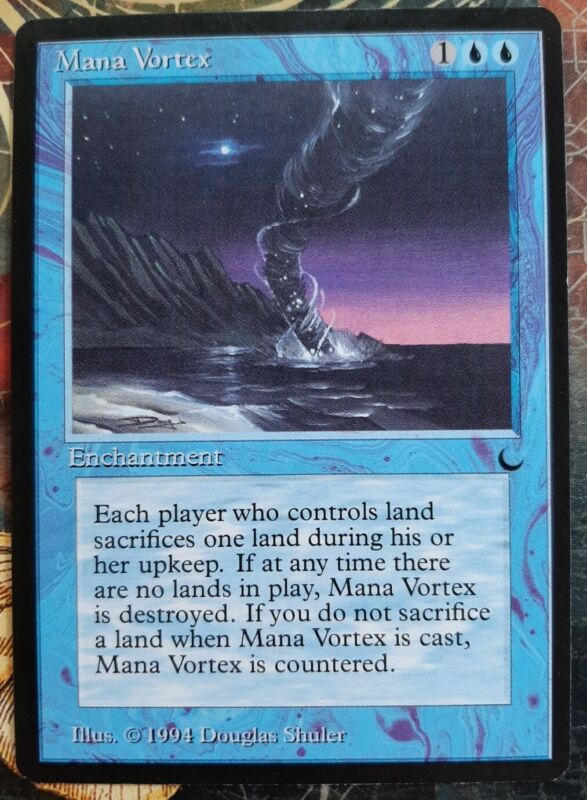 Mana Vortex 1
Enchantment
Each player who controls land
sacrifices one land during his or
her upkeep. If at any time there
are no lands in play, Mana Vortex
is destroyed. If you do not sacrifice
a land when Mana Vortex is cast,
Mana Vortex is countered.
Illus. © 1994 Douglas Shuler